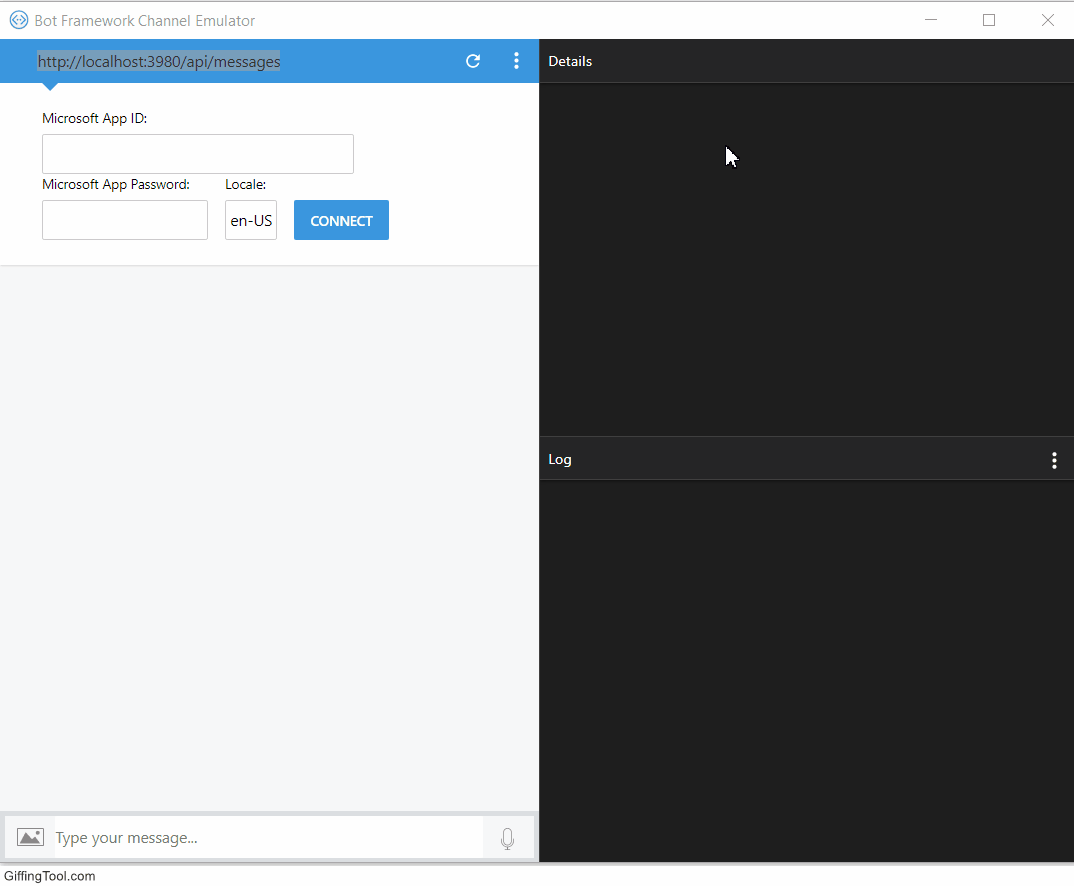 Bot Framework Channel Emulator
http://localhost:3980/api/messages
Details
Microsoft App ID:
Microsoft App Password:
Locale:
en-US
CONNECT
Log
Type your message...
GiffingTool.com